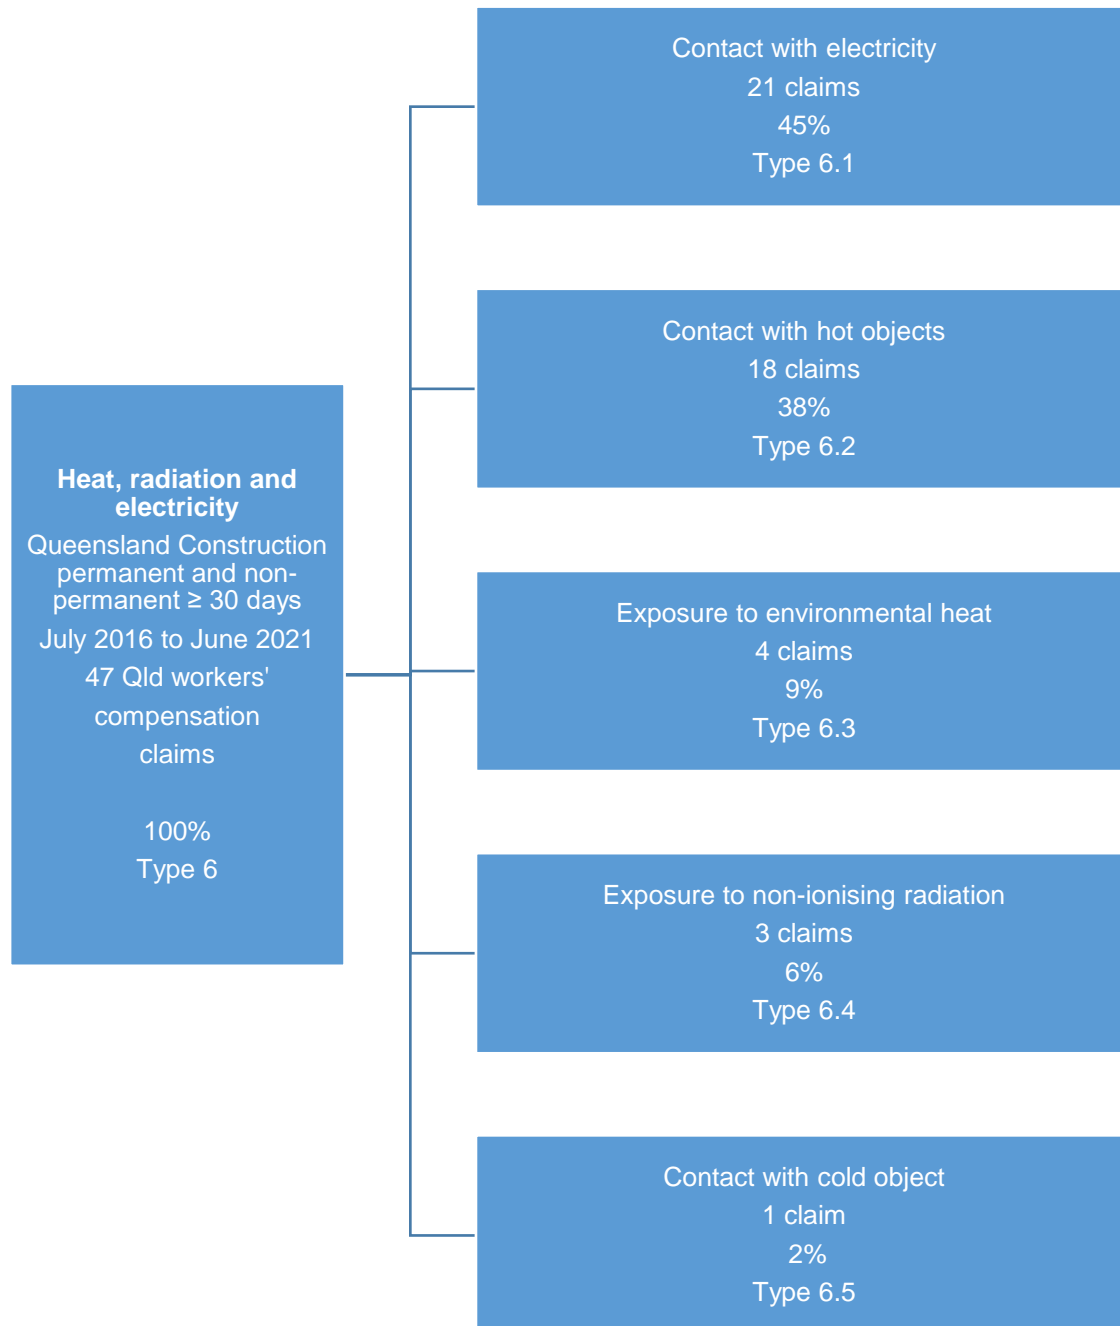 Heat, radiation and
electricity
Queensland Construction
permanent and non-
permanent ≥ 30 days
July 2016 to June 2021
47 Qld workers'
compensation
claims
100%
Type 6
Contact with electricity
21 claims
45%
Type 6.1
Contact with hot objects
18 claims
38%
Type 6.2
Exposure to environmental heat
4 claims
9%
Type 6.3
Exposure to non-ionising radiation
3 claims
6%
Type 6.4
Contact with cold object
1 claim
2%
Type 6.5